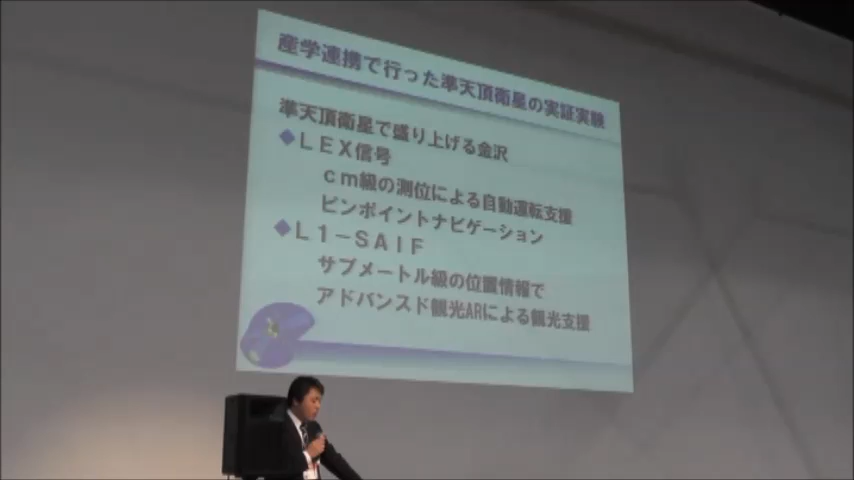 産学連携で行った準天頂衛星の実証実験
準天頂衛星で盛り上げる金沢
◆ＬＥＸ信号
ｃｍ級の測位による自動運転支援
ピンポイントナビゲーション
◆Ｌ１－ＳＡＩＦ
サブメートル級の位置情報で
アドバンスド観光ARによる観光支援